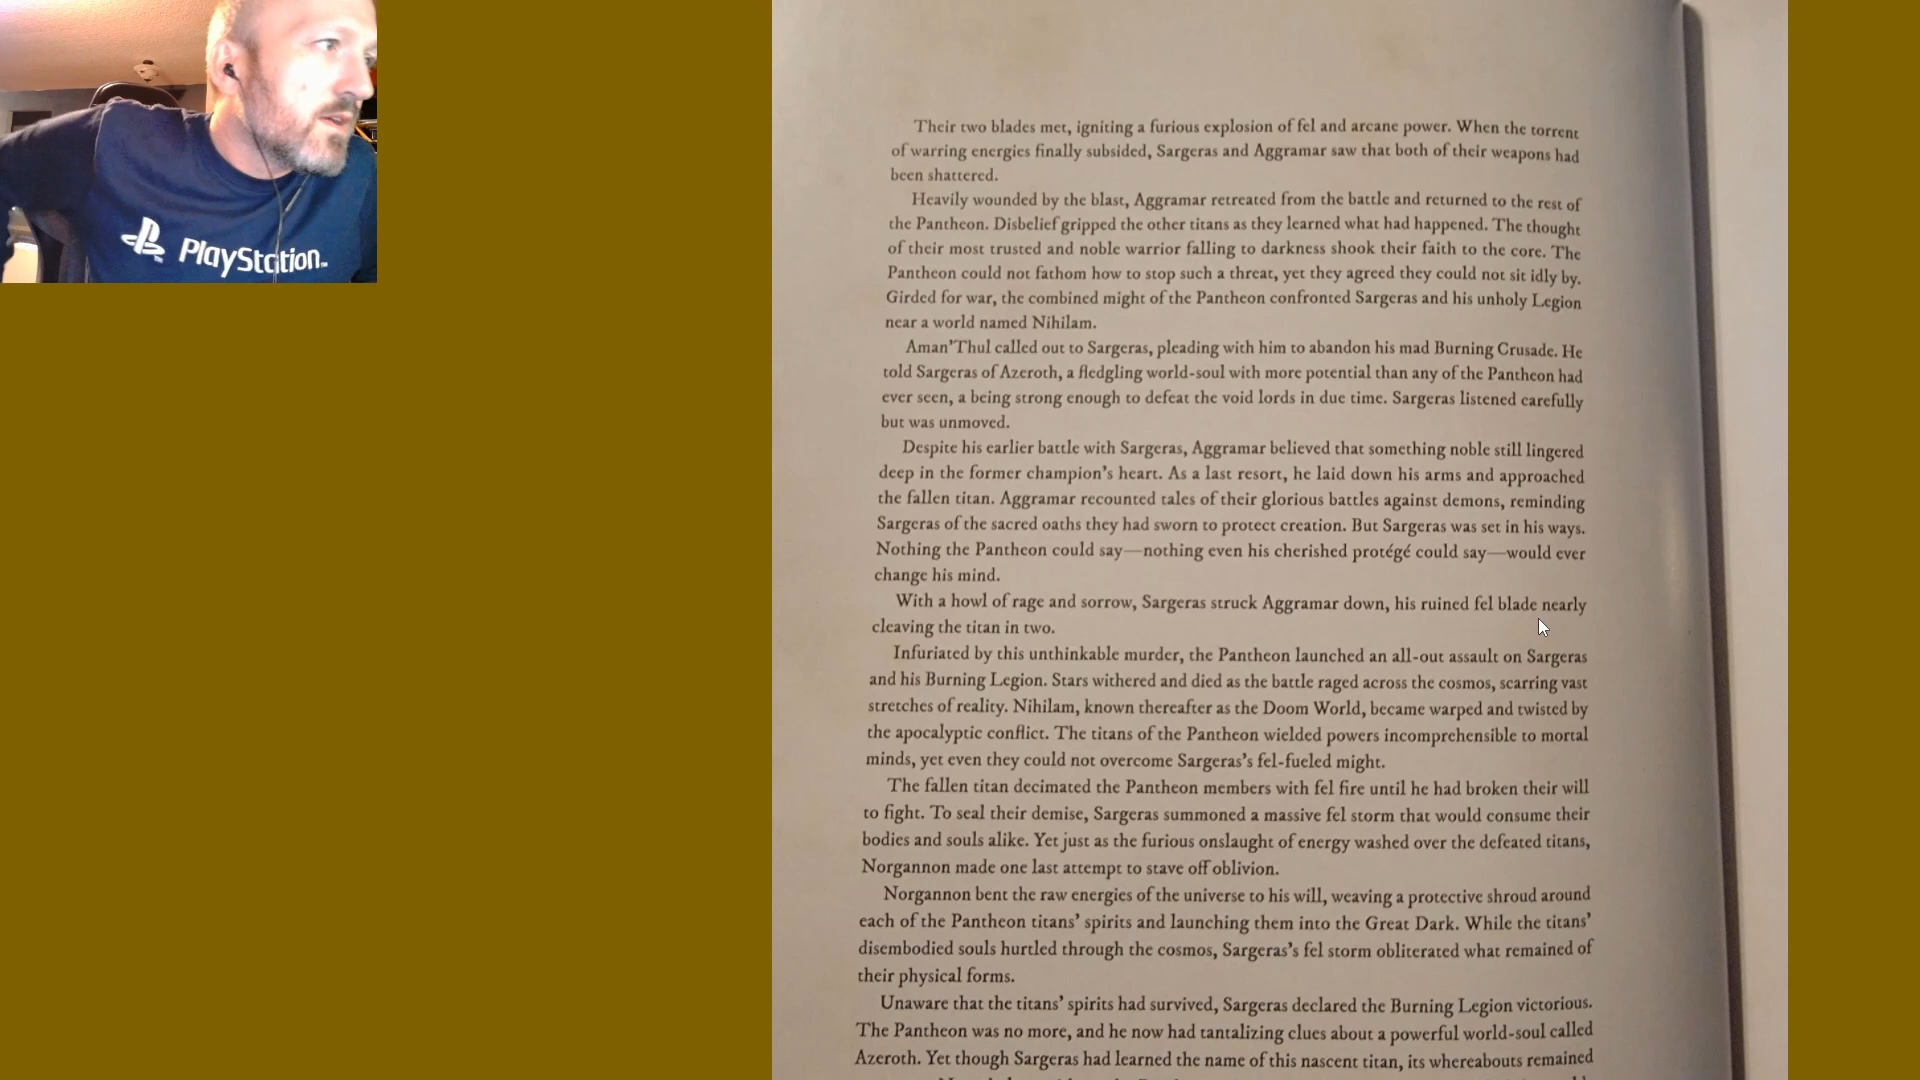 PlayStation
Their two blades met, igniting a furious explosion of fel and arcane power. When the torrent
of warring energies finally subsided, Sargeras and Aggramar saw that both of their weapons had
been shattered.
Heavily wounded by the blast, Aggramar retreated from the battle and returned to the rest of
the Pantheon. Disbelief gripped the other titans as they learned what had happened. The thought
of their most trusted and noble warrior falling to darkness shook their faith to the core. The
Pantheon could not fathom how to stop such a threat, yet they agreed they could not sit idly by.
Girded for war, the combined might of the Pantheon confronted Sargeras and his unholy Legion
near a world named Nihilam.
Aman'Thul called out to Sargeras, pleading with him to abandon his mad Burning Crusade. He
told Sargeras of Azeroth, a fledgling world-soul with more potential than any of the Pantheon had
ever seen, a being strong enough to defeat the void lords in due time. Sargeras listened carefully
but was unmoved.
Despite his earlier battle with Sargeras, Aggramar believed that something noble still lingered
deep in the former champion's heart. As a last resort, he laid down his arms and approached
the fallen titan. Aggramar recounted tales of their glorious battles against demons, reminding
Sargeras of the sacred oaths they had sworn to protect creation. But Sargeras was set in his ways.
Nothing the Pantheon could say—nothing even his cherished protégé could say—would ever
change his mind.
With a howl of rage and sorrow, Sargeras struck Aggramar down, his ruined fel blade nearly
cleaving the titan in two.
Infuriated by this unthinkable murder, the Pantheon launched an all-out assault on Sargeras
and his Burning Legion. Stars withered and died as the battle raged across the cosmos, scarring vast
stretches of reality. Nihilam, known thereafter as the Doom World, became warped and twisted by
the apocalyptic conflict. The titans of the Pantheon wielded powers incomprehensible to mortal
minds, yet even they could not overcome Sargeras's fel-fueled might.
The fallen titan decimated the Pantheon members with fel fire until he had broken their will
to fight. To seal their demise, Sargeras summoned a massive fel storm that would consume their
bodies and souls alike. Yet just as the furious onslaught of energy washed over the defeated titans,
Norgannon made one last attempt to stave off oblivion.
Norgannon bent the raw energies of the universe to his will, weaving a protective shroud around
each of the Pantheon titans' spirits and launching them into the Great Dark. While the titans'
disembodied souls hurtled through the cosmos, Sargeras's fel storm obliterated what remained of
their physical forms.
Unaware that the titans' spirits had survived, Sargeras declared the Burning Legion victorious.
The Pantheon was no more, and he now had tantalizing clues about a powerful world-soul called
Azeroth. Yet though Sargeras had learned the name of this nascent titan, its whereabouts remained